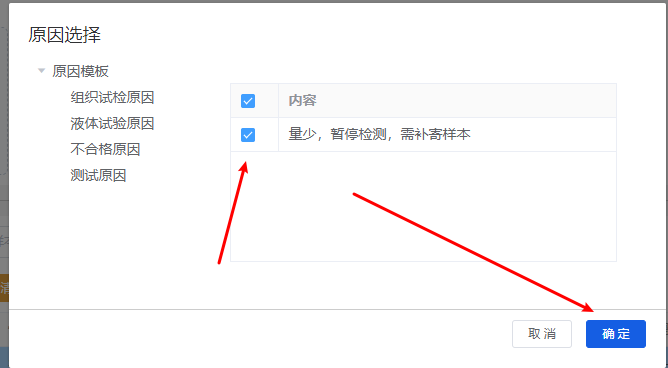 原因选择
原因模板
组织试检原因
液体试验原因
不合格原因
测试原因
内容
量少，暂停检测，需补寄样本
取消
确定